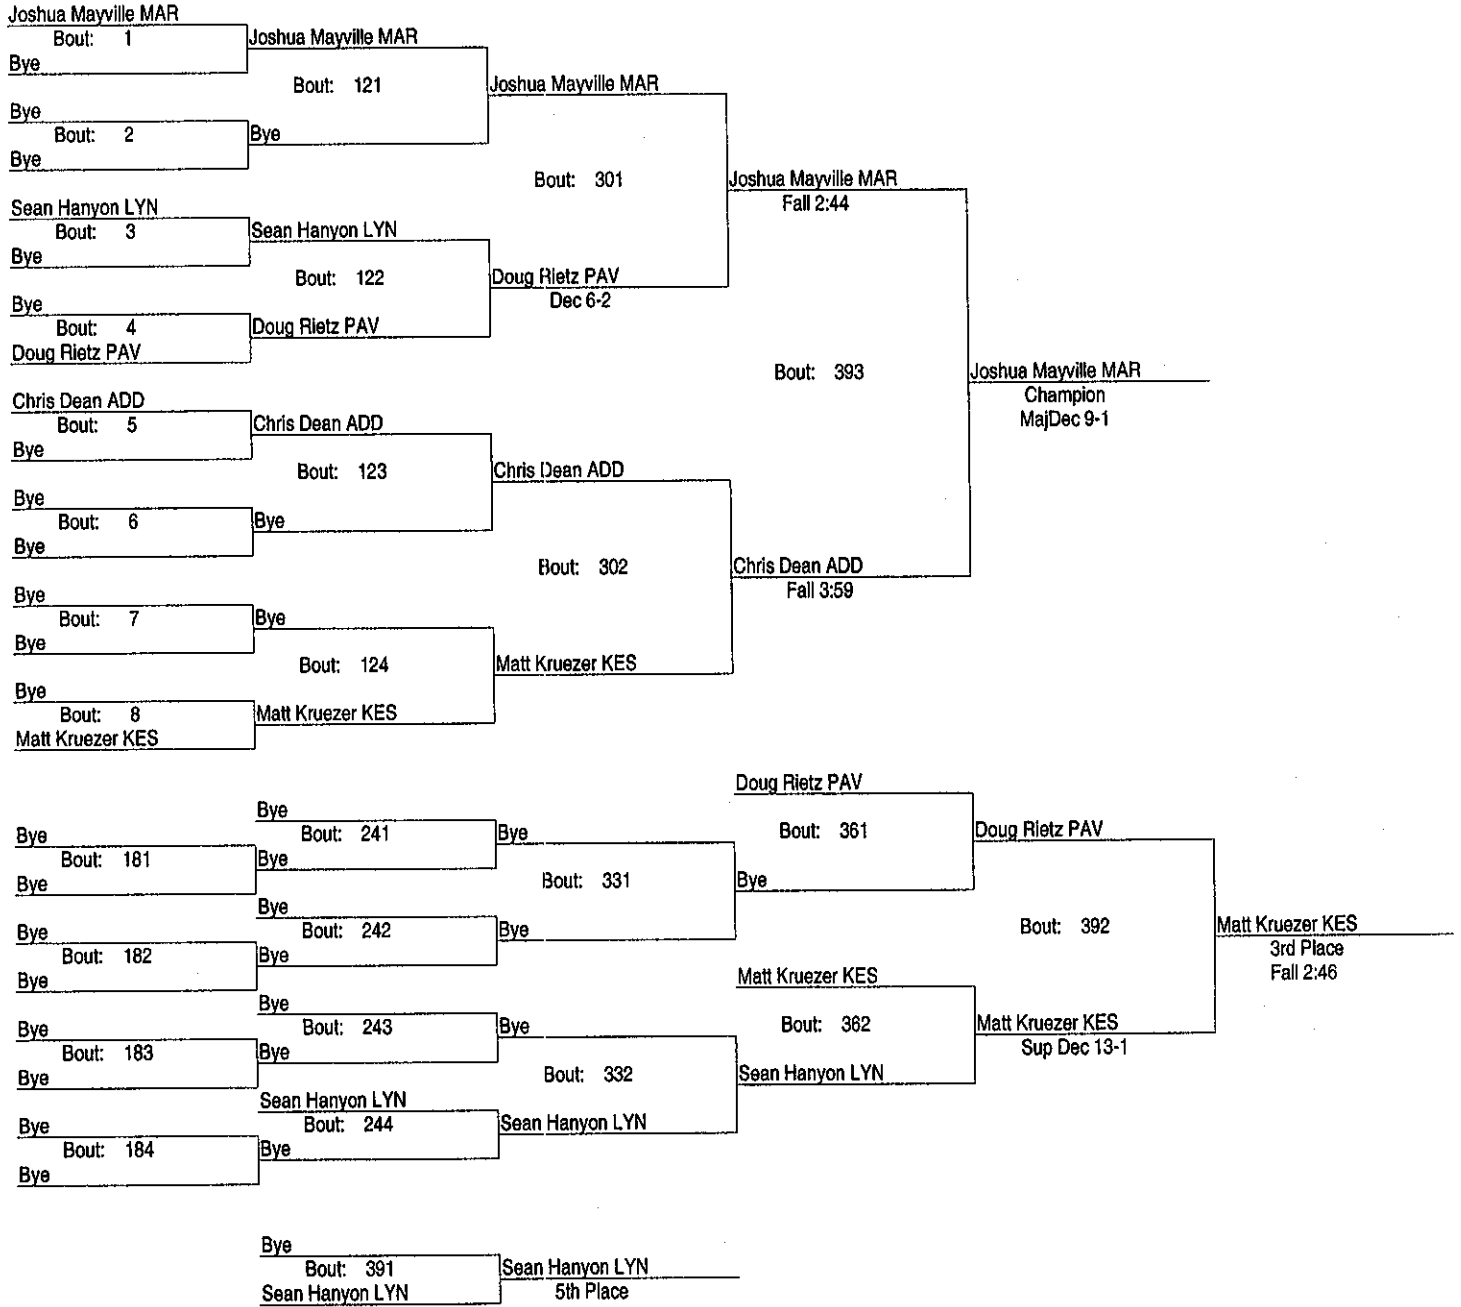 Joshua Mayville MAR
Bout: 1
Bye
Joshua Mayville MAR
Bout: 121
Bye
Bout: 2
Bye
Bye
Joshua Mayville MAR
Bout: 301
Sean Hanyon LYN
Bout: 3
Bye
Sean Hanyon LYN
Bout: 122
Bye
Bout: 4
Doug Rietz PAV
Doug Rietz PAV
Doug Rietz PAV
Dec 6-2
Joshua Mayville MAR
Fall 2:44
Bout: 393
Chris Dean ADD
Bout: 5
Bye
Chris Dean ADD
Bout: 123
Bye
Bout: 6
Bye
Bye
Chris Dean ADD
Bout: 302
Bye
Bout: 7
Bye
Bye
Bout: 124
Bye
Bout: 8
Matt Kruezer KES
Matt Kruezer KES
Matt Kruezer KES
Chris Dean ADD
Fall 3:59
Joshua Mayville MAR
Champion
MajDec 9-1
Bye
Bout: 181
Bye
Bye
Bout: 241
Bye
Bye
Bout: 331
Bye
Bout: 182
Bye
Bye
Bout: 242
Bye
Bye
Doug Rietz PAV
Bout: 361
Bye
Doug Rietz PAV
Bout: 392
Bye
Bout: 183
Bye
Bye
Bout: 243
Bye
Bye
Bout: 332
Bye
Bout: 184
Bye
Sean Hanyon LYN
Bout: 244
Bye
Sean Hanyon LYN
Matt Kruezer KES
Bout: 362
Sean Hanyon LYN
Matt Kruezer KES
Sup Dec 13-1
Matt Kruezer KES
3rd Place
Fall 2:46
Bye
Bout: 391
Sean Hanyon LYN
Sean Hanyon LYN
5th Place